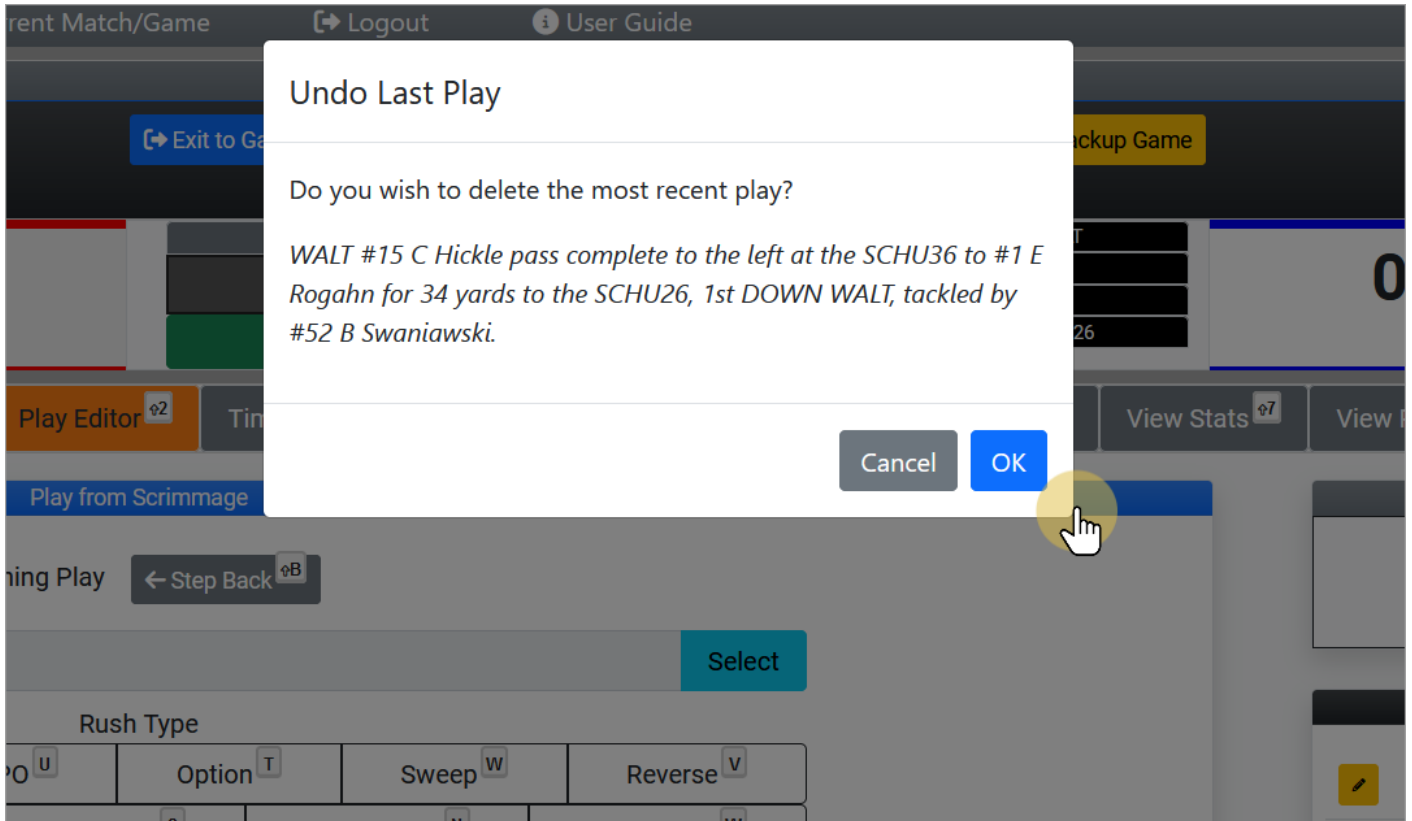 rent Match/Game Logout User Guide
Undo Last Play
Exit to Ga ackup Game
Do you wish to delete the most recent play?
WALT #15 C Hickle pass complete to the left at the SCHU36 to #1 E
Rogahn for 34 yards to the SCHU26, 1st DOWN WALT, tackled by
#52 B Swaniawski.
T
0
26
Play Editor ⇧2 Tim View Stats ⇧7 View
Cancel OK
Play from Scrimmage
ning Play Step Back ⇧B
Select
Rush Type
PO U Option T Sweep W Reverse V